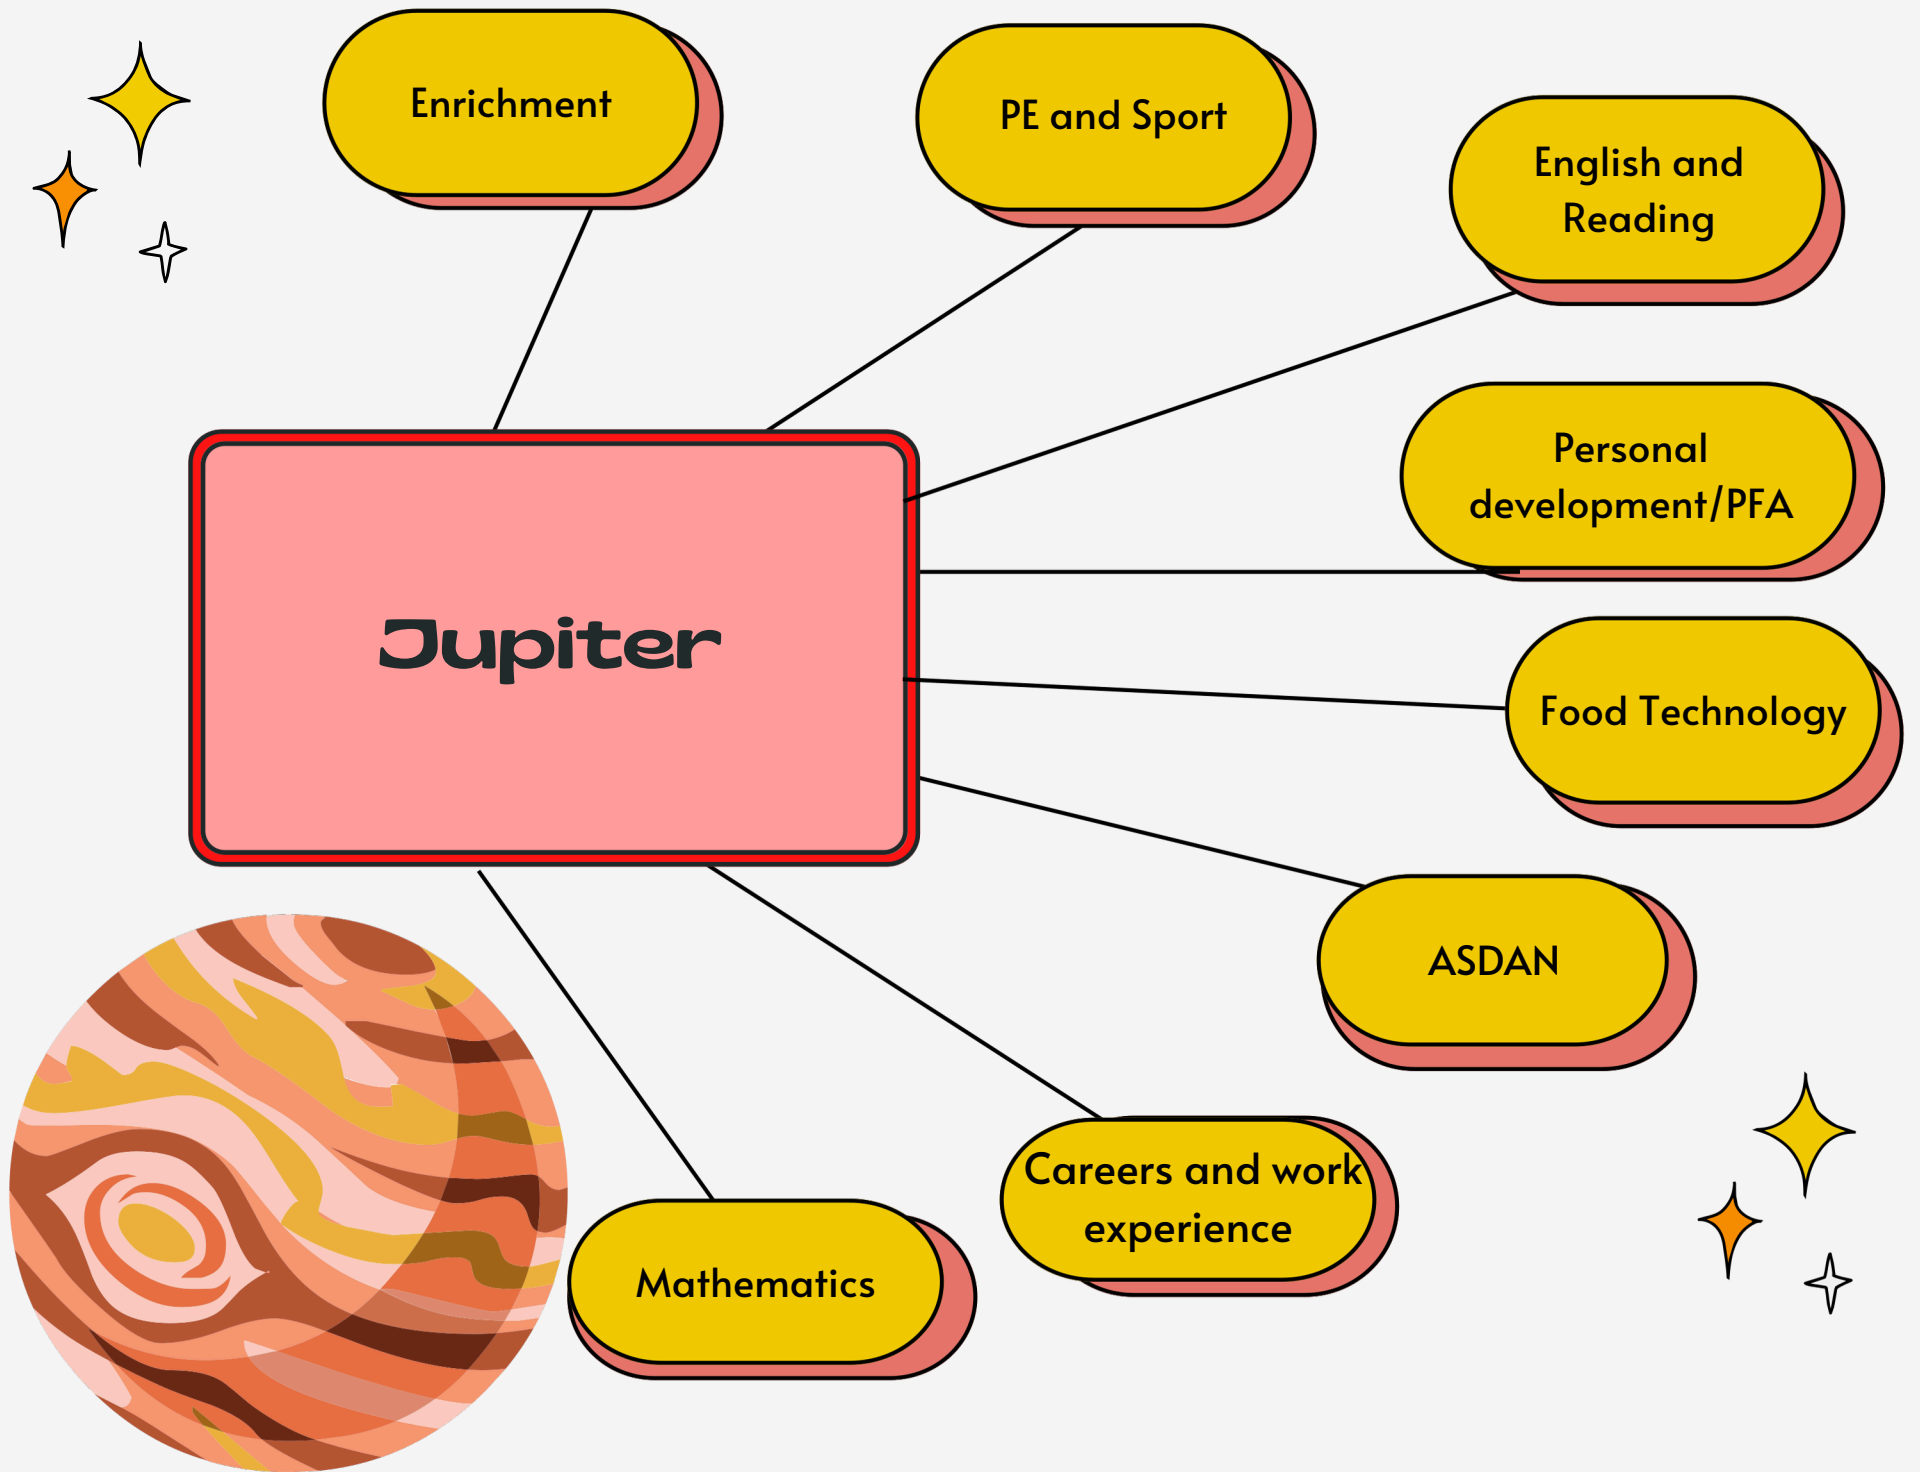 Enrichment
PE and Sport
English and
Reading
Personal
development/PFA
Jupiter
Food Technology
ASDAN
Careers and work
experience
Mathematics